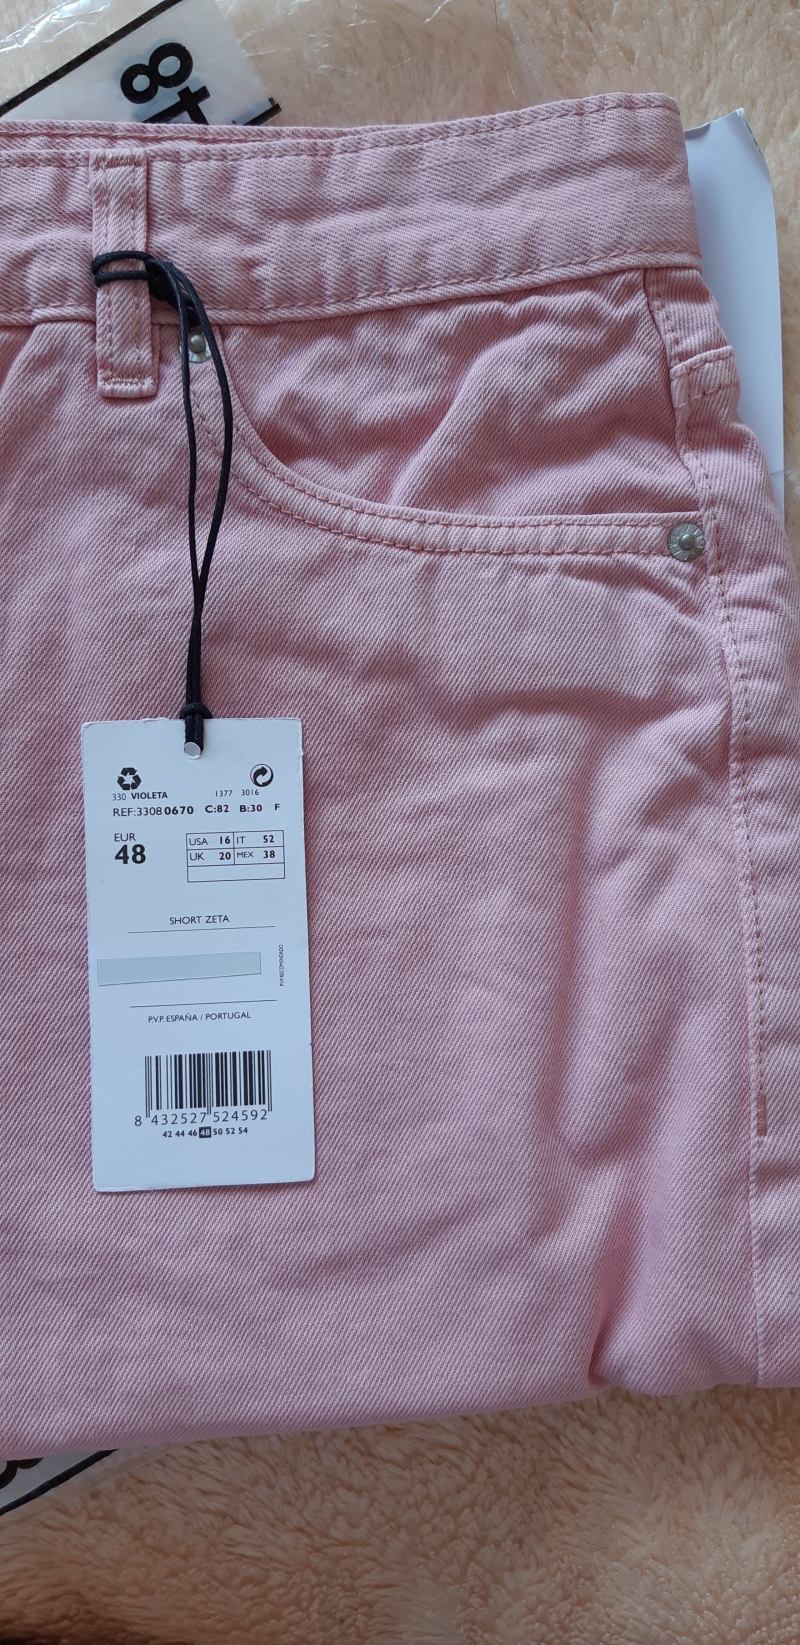 330 VIOLETA 1377 3016
REF:3308 0670 C:82 B:30 F
EUR
48
USA 16 IT 52
UK 20 MEX 38
SHORT ZETA
P.V.P. RECOMENDADO
P.V.P. ESPAÑA / PORTUGAL
8 432527 524592
42 44 46 48 50 52 54